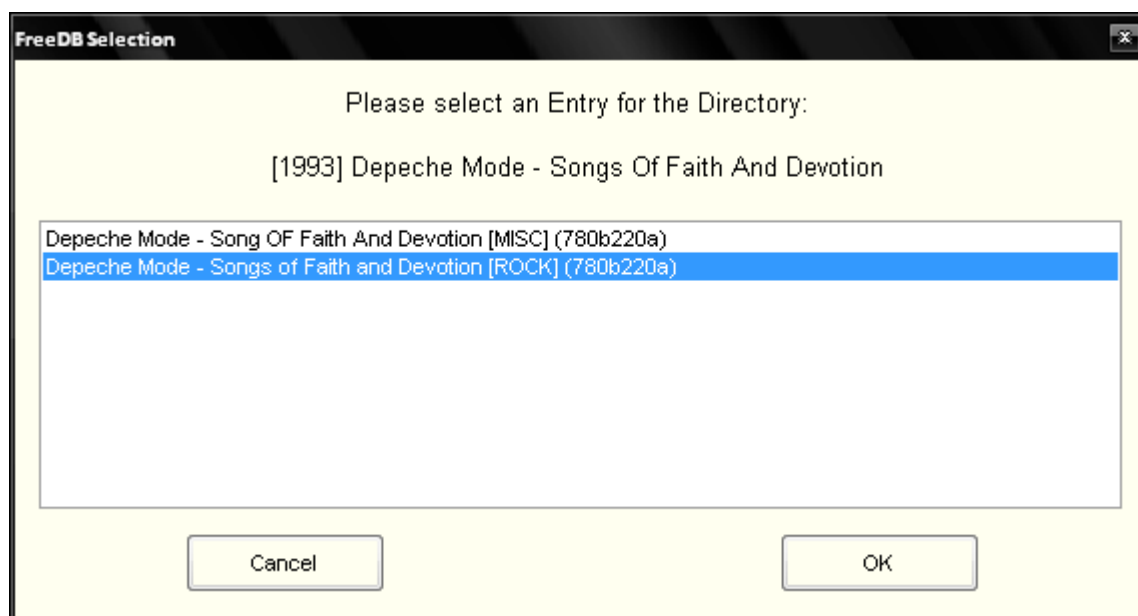 FreeDB Selection
Please select an Entry for the Directory:
[1993] Depeche Mode - Songs Of Faith And Devotion
Depeche Mode - Song OF Faith And Devotion [MISC] (780b220a)
Depeche Mode - Songs of Faith and Devotion [ROCK] (780b220a)
Cancel
OK